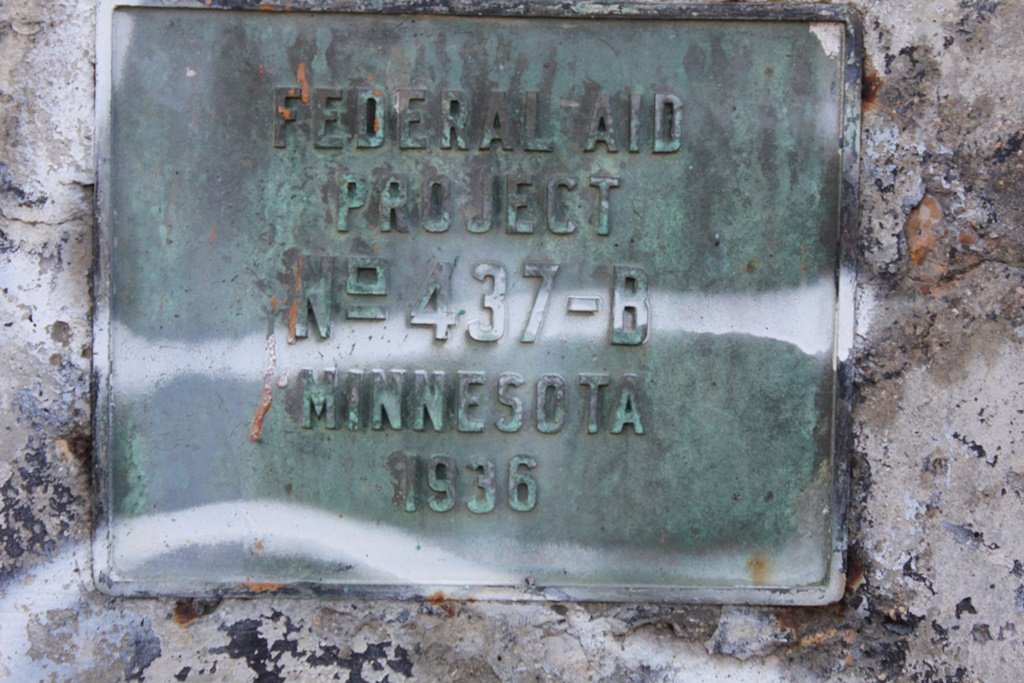 FEDERAL AID
PROJECT
Nº 437-B
MINNESOTA
1936